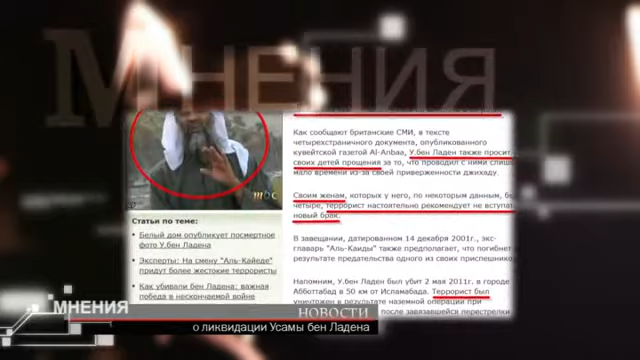 МНЕНИЯ
Как сообщают британские СМИ, в тексте
четырехстраничного документа, опубликованного
кувейтской газетой Al-Anbaa, У.бен Ладен также просит
своих детей прощения за то, что проводил с ними
мало времени из-за своей приверженности джихаду.
Своим женам, которых у него, по некоторым данным,
четыре, террорист настоятельно рекомендует не
новый брак.
В завещании, датированном 14 декабря 2001г., экс-
главарь "Аль-Каиды" также предполагает, что погибнет
результате предательства одного из своих
Напомним, У.бен Ладен был убит 2 мая 2011г. в городе
Абботтабад в 50 км от Исламабада. Террорист был
уничтожен в результате наземной операции при
после завязавшейся перестрелки
mbc
Статьи по теме:
• Белый дом опубликует посмертное
фото У.бен Ладена
• Эксперты: На смену "Аль-Кайеде"
придут более жестокие террористы
• Как убивали бен Ладена: важная
победа в нескончаемой войне
МНЕНИЯ
НОВОСТИ
о ликвидации Усамы бен Ладена